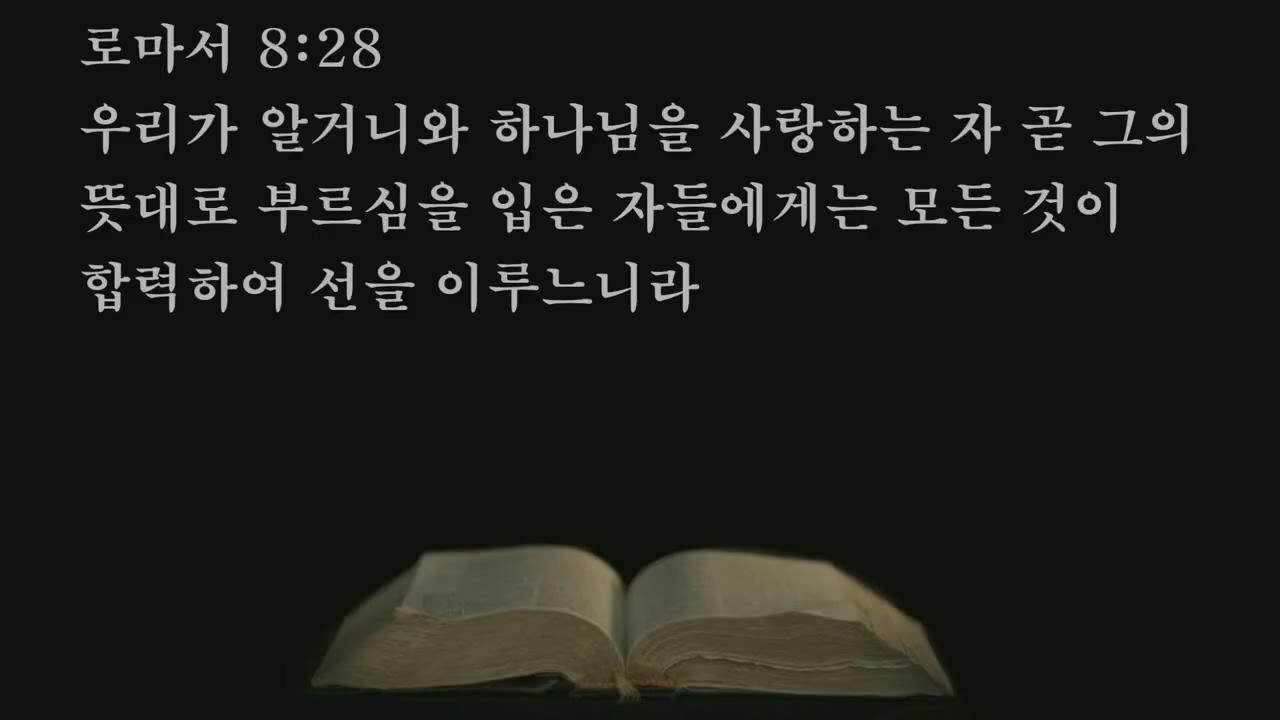 로마서 8:28
우리가 알거니와 하나님을 사랑하는 자 곧 그의
뜻대로 부르심을 입은 자들에게는 모든 것이
합력하여 선을 이루느니라